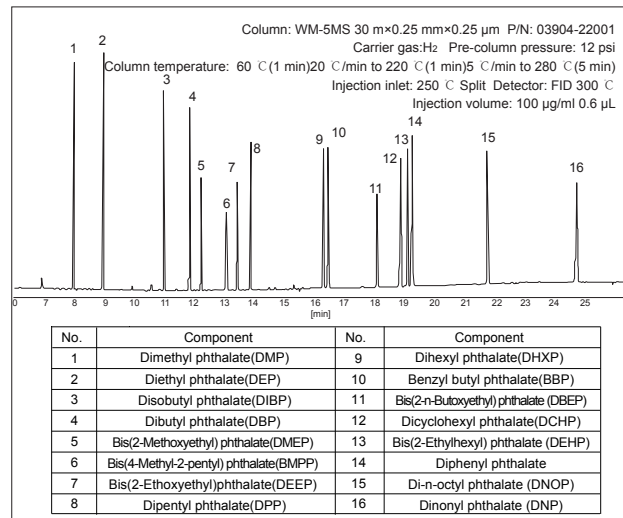 Column: WM-5MS 30 m×0.25 mm×0.25 μm P/N: 03904-22001
Carrier gas:H₂ Pre-column pressure: 12 psi
Column temperature: 60 ℃(1 min)20 ℃/min to 220 ℃(1 min)5 ℃/min to 280 ℃(5 min)
Injection inlet: 250 ℃ Split Detector: FID 300 ℃
Injection volume: 100 μg/ml 0.6 μL
1 2 3 4 5 6 7 8 9 10 11 12 13 14 15 16
0 6 7 8 9 10 11 12 13 14 15 16 17 18 19 20 21 22 23 24 25
[min]
No. Component No. Component
1 Dimethyl phthalate(DMP) 9 Dihexyl phthalate(DHXP)
2 Diethyl phthalate(DEP) 10 Benzyl butyl phthalate(BBP)
3 Disobutyl phthalate(DIBP) 11 Bis(2-n-Butoxyethyl) phthalate (DBEP)
4 Dibutyl phthalate(DBP) 12 Dicyclohexyl phthalate(DCHP)
5 Bis(2-Methoxyethyl) phthalate(DMEP) 13 Bis(2-Ethylhexyl) phthalate (DEHP)
6 Bis(4-Methyl-2-pentyl) phthalate(BMPP) 14 Diphenyl phthalate
7 Bis(2-Ethoxyethyl)phthalate(DEEP) 15 Di-n-octyl phthalate (DNOP)
8 Dipentyl phthalate(DPP) 16 Dinonyl phthalate (DNP)